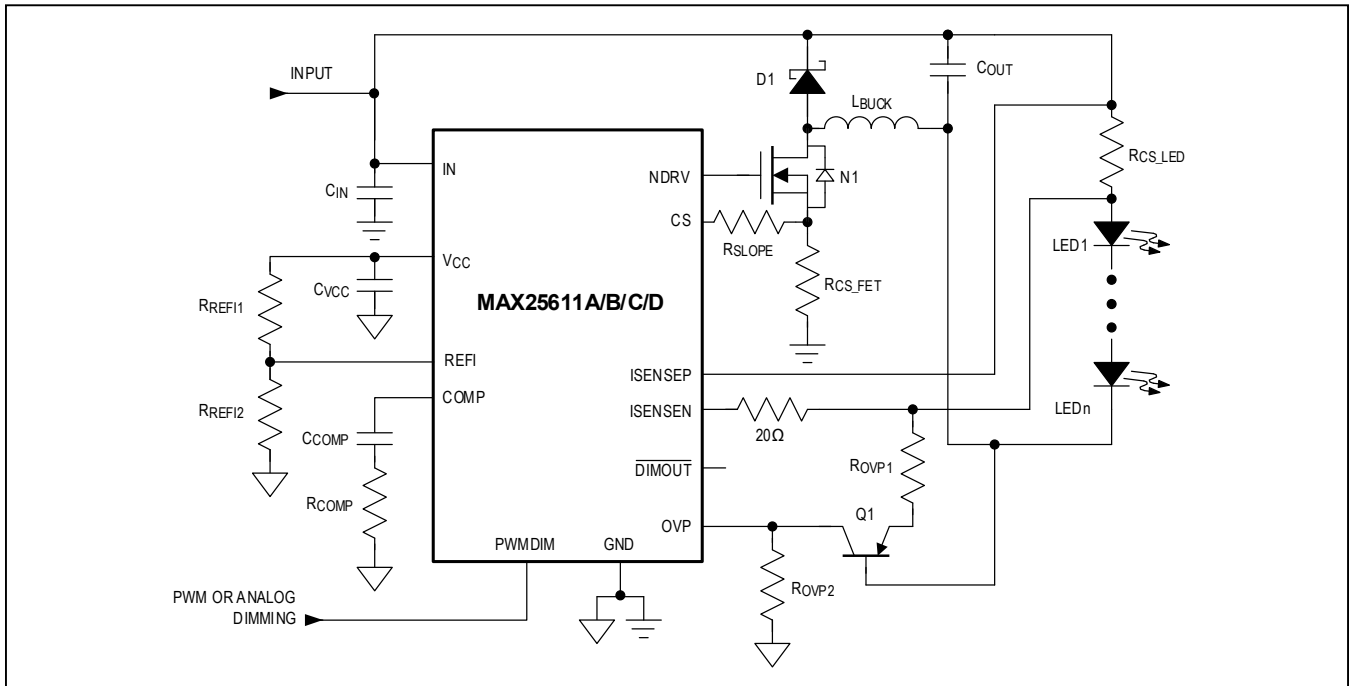 INPUT
D1
COUT
LBUCK
RCS_LED
IN
NDRV
N1
CIN
CS
RSLOPE
LED1
VCC
CVCC
RCS_FET
MAX25611A/B/C/D
RREFI1
REFI
ISENSEP
COMP
ISENSEN
LEDn
RREFI2
20Ω
CCOMP
DIMOUT
ROVP1
RCOMP
OVP
Q1
PWMDIM
GND
ROVP2
PWM OR ANALOG
DIMMING